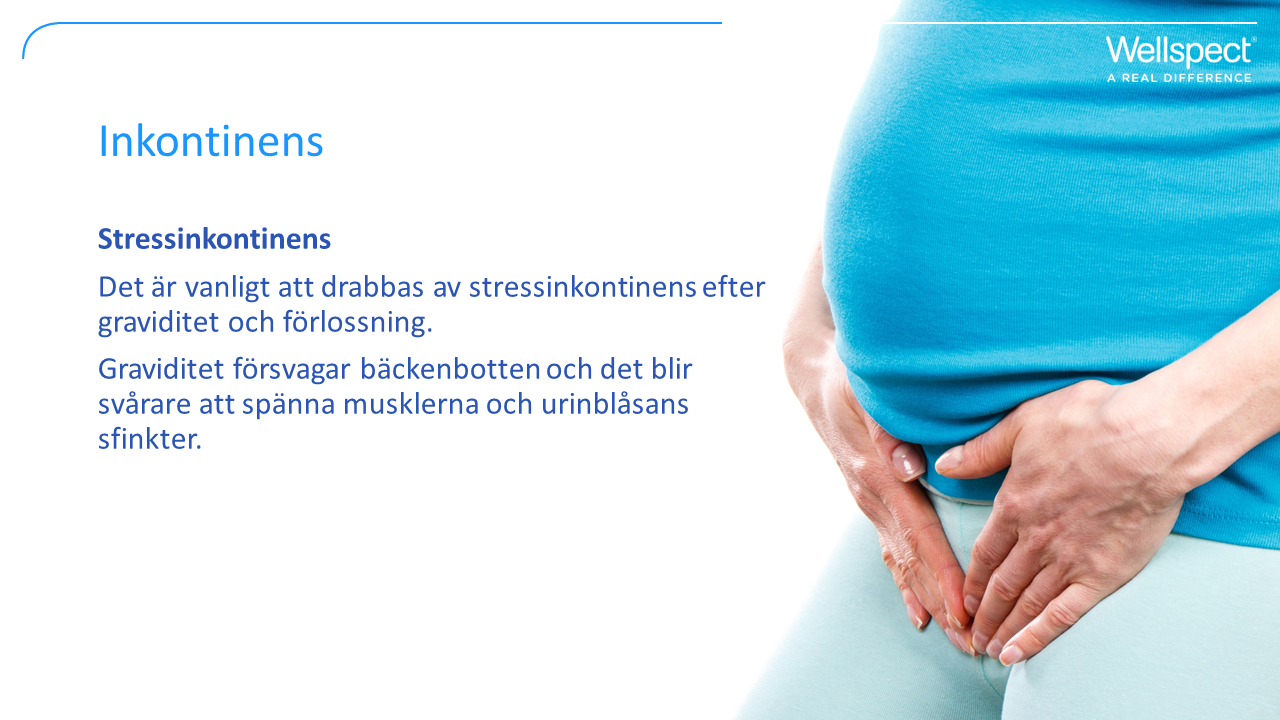 Wellspect®
A REAL DIFFERENCE
Inkontinens
Stressinkontinens
Det är vanligt att drabbas av stressinkontinens efter
graviditet och förlossning.
Graviditet försvagar bäckenbotten och det blir
svårare att spänna musklerna och urinblåsans
sfinkter.